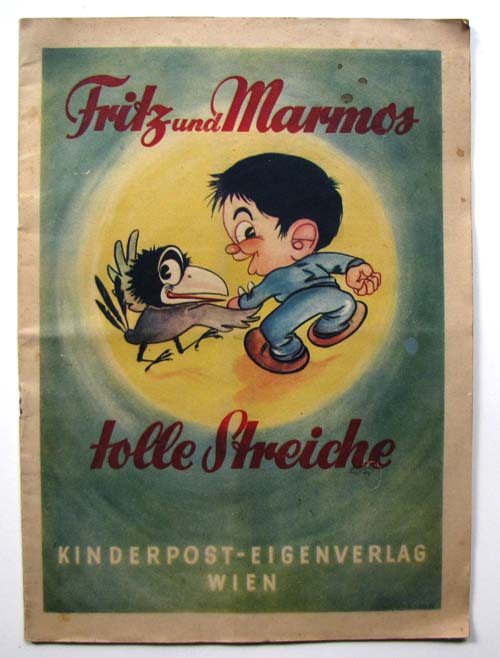 Fritz und Marmos
tolle Streiche
KINDERPOST-EIGENVERLAG
WIEN